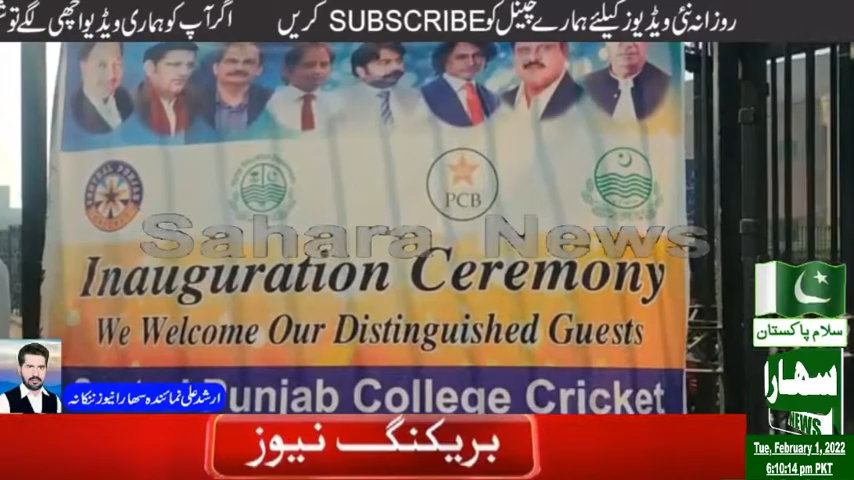 روزانہ نئی ویڈیوز کیلئے ہمارے چینل کو SUBSCRIBE کریں اگر آپ کو ہماری ویڈیو اچھی لگے تو
PCB
Sahara News
Inauguration Ceremony
We Welcome Our Distinguished Guests
Punjab College Cricket
سلام پاکستان
ارشد علی نمائندہ سہارا نیوز ننکانہ
سهارا
NEWS
بریکنگ نیوز
Tue, February 1, 2022
6:10:14 pm PKT